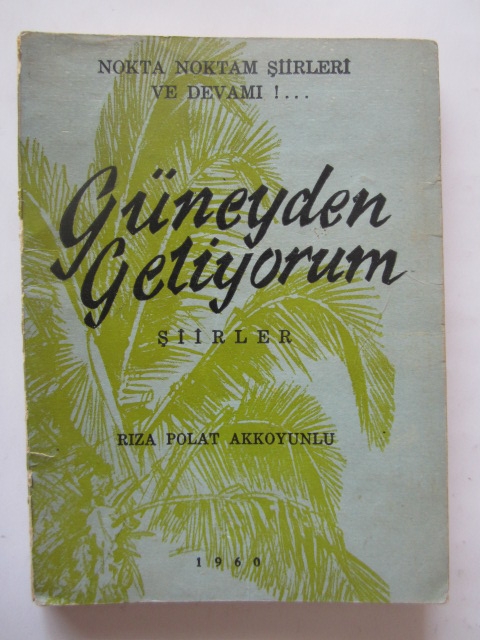 NOKTA NOKTAM ŞİİRLERİ
VE DEVAMI !...
Güneyden
Geliyorum
ŞİİRLER
RIZA POLAT AKKOYUNLU
1960